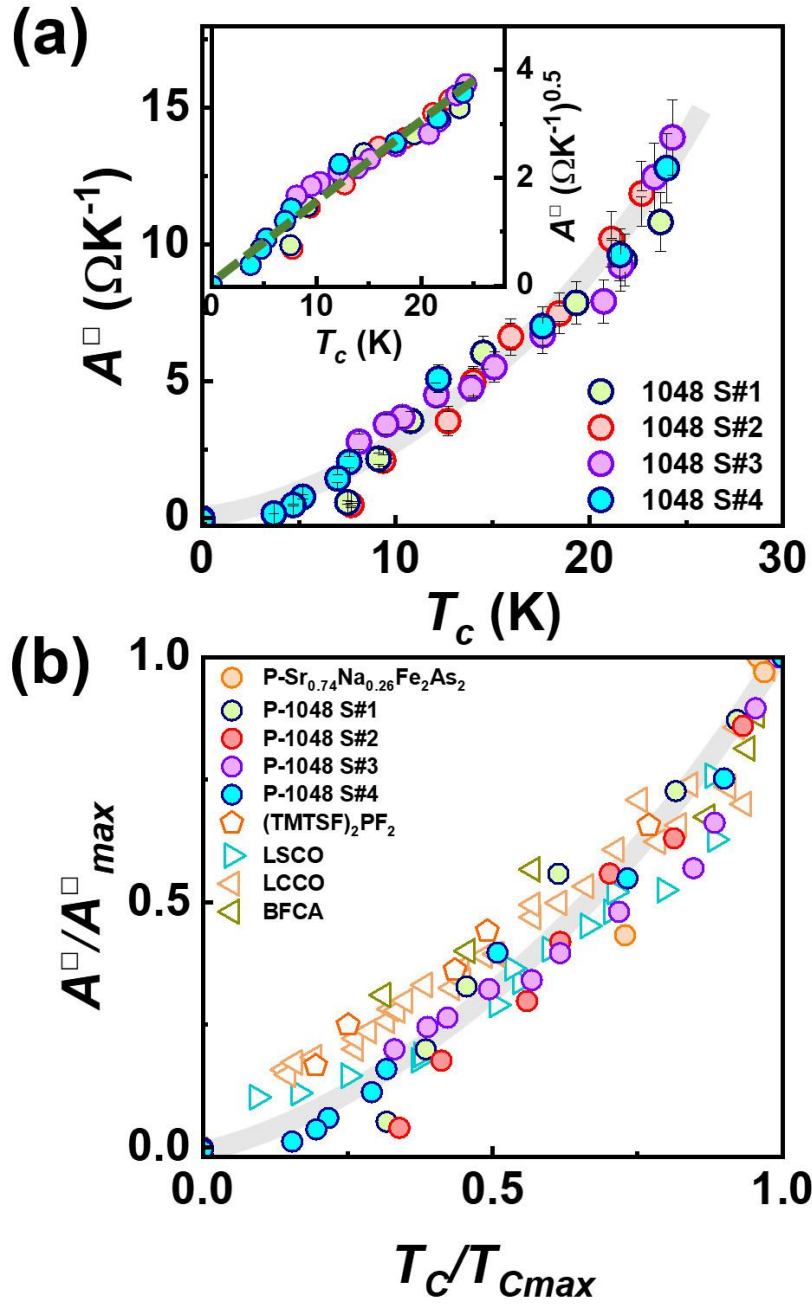 (a)
A□ (ΩK-1)
15
10
5
0
0
10
20
30
Tc (K)
4
2
0
A□ (ΩK-1)0.5
0
10
20
Tc (K)
1048 S#1
1048 S#2
1048 S#3
1048 S#4
(b)
A□/A□max
1.0
0.5
0.0
0.0
0.5
1.0
TC/TCmax
P-Sr0.74Na0.26Fe2As2
P-1048 S#1
P-1048 S#2
P-1048 S#3
P-1048 S#4
(TMTSF)2PF2
LSCO
LCCO
BFCA